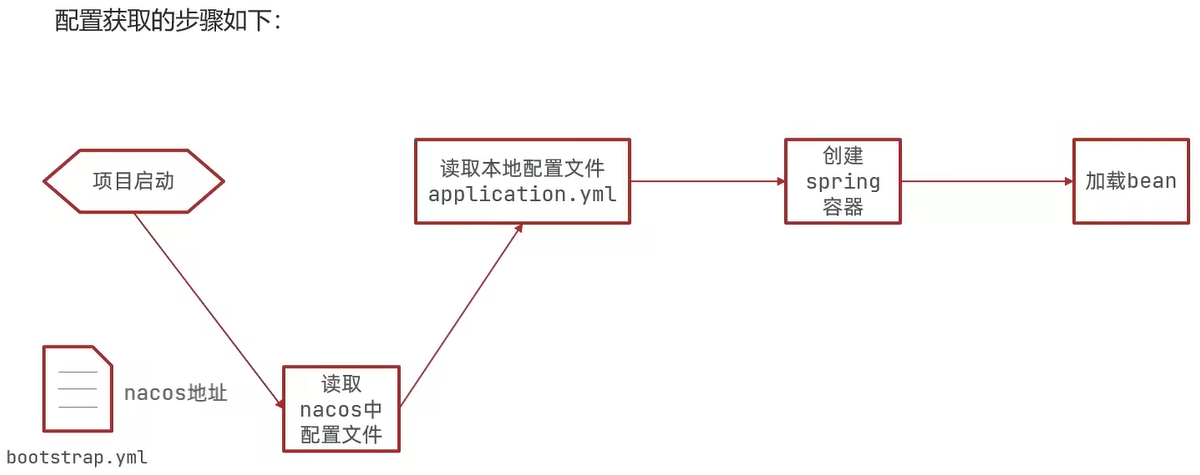 配置获取的步骤如下：
项目启动
读取本地配置文件
application.yml
创建
spring
容器
加载bean
nacos地址
bootstrap.yml
读取
nacos中
配置文件